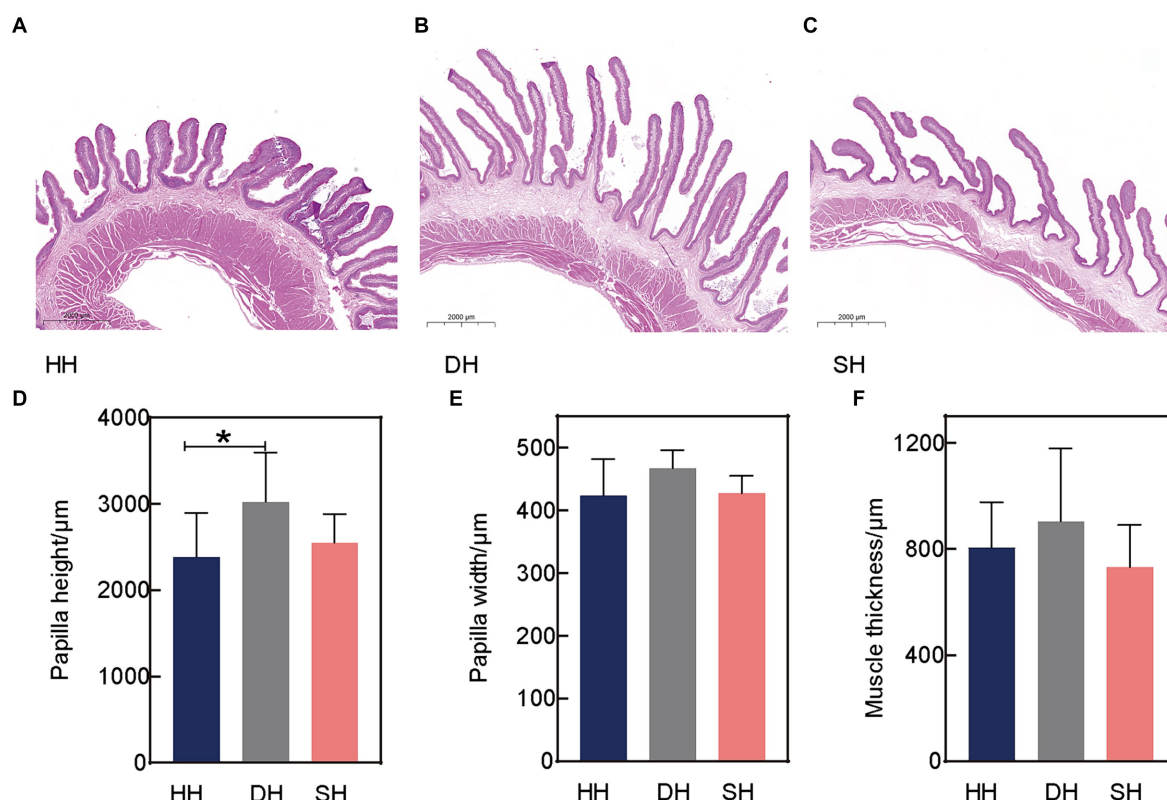 A
B
C
2000 µm
2000 µm
2000 µm
HH
DH
SH
D
E
F
Papilla height/µm
4000
3000
2000
1000
0
*
HH DH SH
Papilla width/µm
500
400
300
200
100
0
HH DH SH
Muscle thickness/µm
1200
800
400
0
HH DH SH